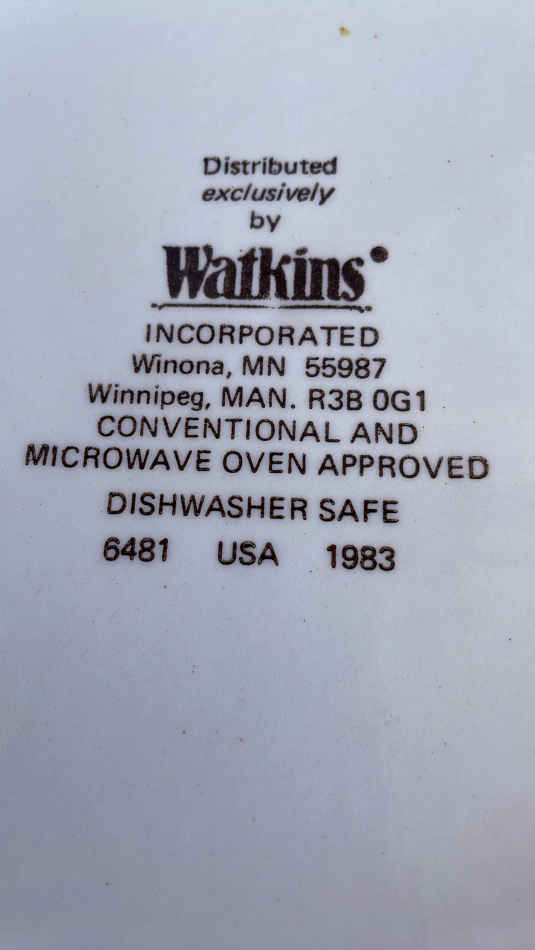 Distributed
exclusively
by
Watkins
INCORPORATED
Winona, MN 55987
Winnipeg, MAN. R3B 0G1
CONVENTIONAL AND
MICROWAVE OVEN APPROVED
DISHWASHER SAFE
6481 USA 1983